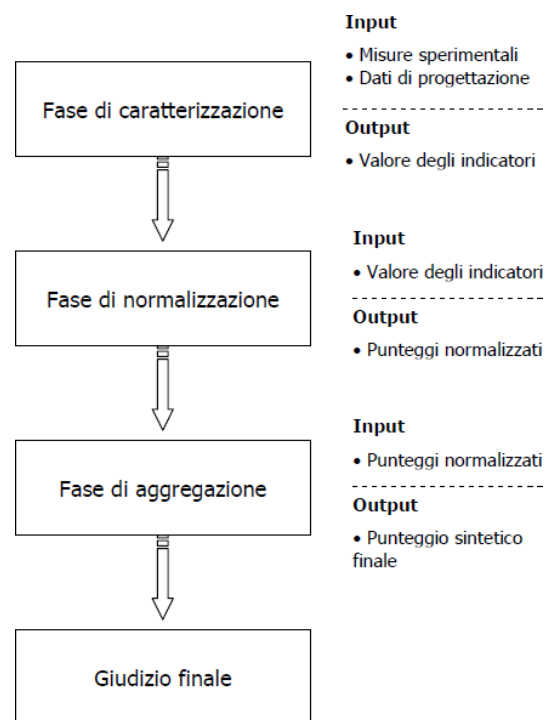 Input
• Misure sperimentali
• Dati di progettazione
Fase di caratterizzazione
Output
• Valore degli indicatori
Input
• Valore degli indicatori
Fase di normalizzazione
Output
• Punteggi normalizzati
Input
• Punteggi normalizzati
Fase di aggregazione
Output
• Punteggio sintetico
finale
Giudizio finale